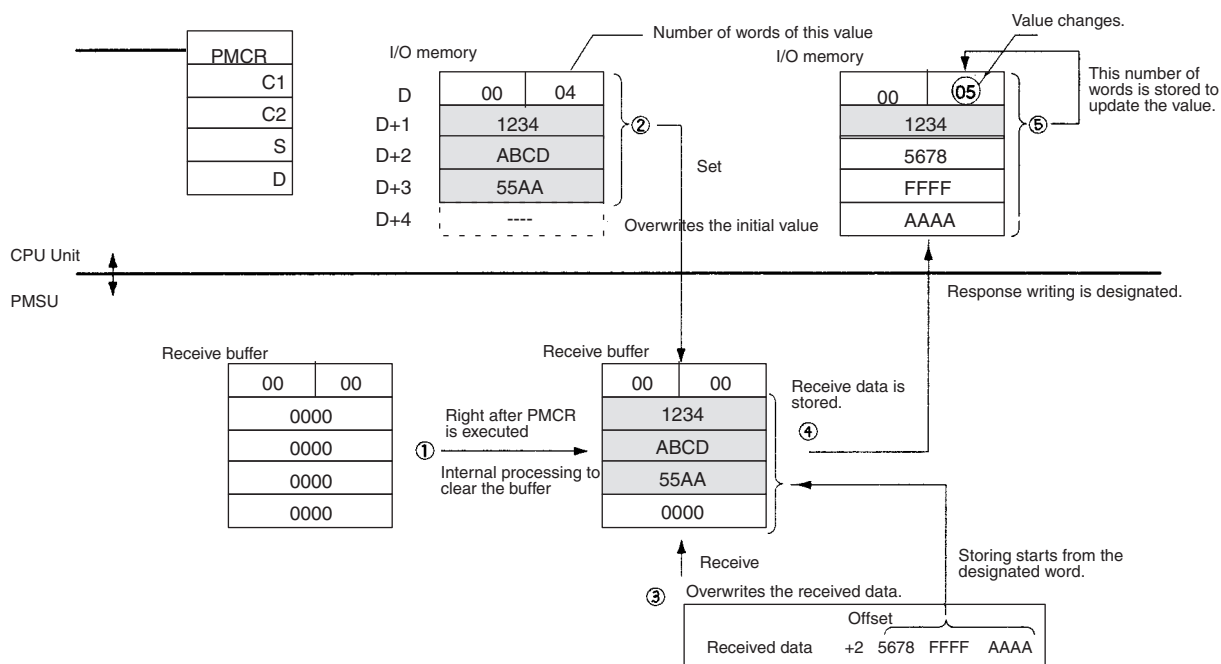 PMCR
C1
C2
S
D
I/O memory
Number of words of this value
D 00 04
D+1 1234
D+2 ABCD
D+3 55AA
D+4 ----
②
Set
Overwrites the initial value
Value changes.
I/O memory
00 05
1234
5678
FFFF
AAAA
⑤
This number of
words is stored to
update the value.
CPU Unit
PMSU
Response writing is designated.
Receive buffer
00 00
0000
0000
0000
0000
①
Right after PMCR
is executed
Internal processing to
clear the buffer
Receive buffer
00 00
1234
ABCD
55AA
0000
Receive data is
stored.
④
Receive
③ Overwrites the received data.
Storing starts from the
designated word.
Offset
Received data +2 5678 FFFF AAAA